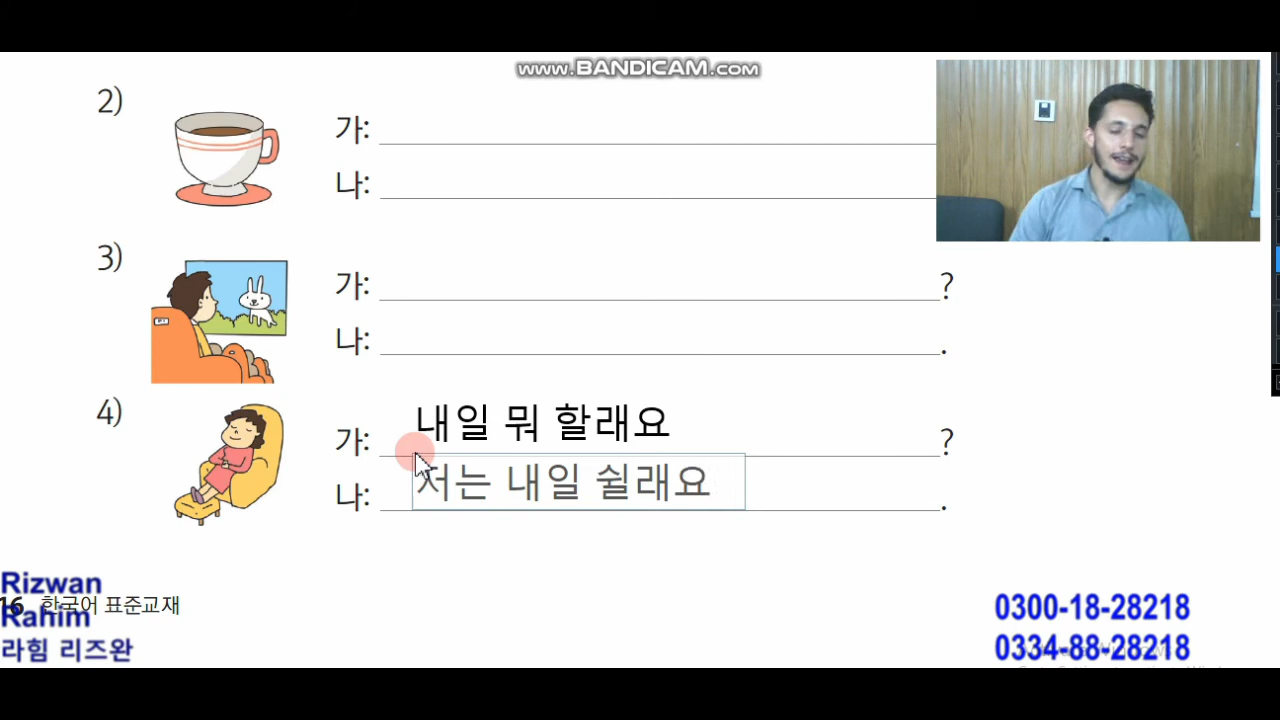 www.BANDICAM.com
2)
가:
나:
3)
가: ?
나: .
4)
가: 내일 뭐 할래요 ?
나: 저는 내일 쉴래요 .
Rizwan
16 한국어 표준교재
Rahim
라힘 리즈완
0300-18-28218
0334-88-28218